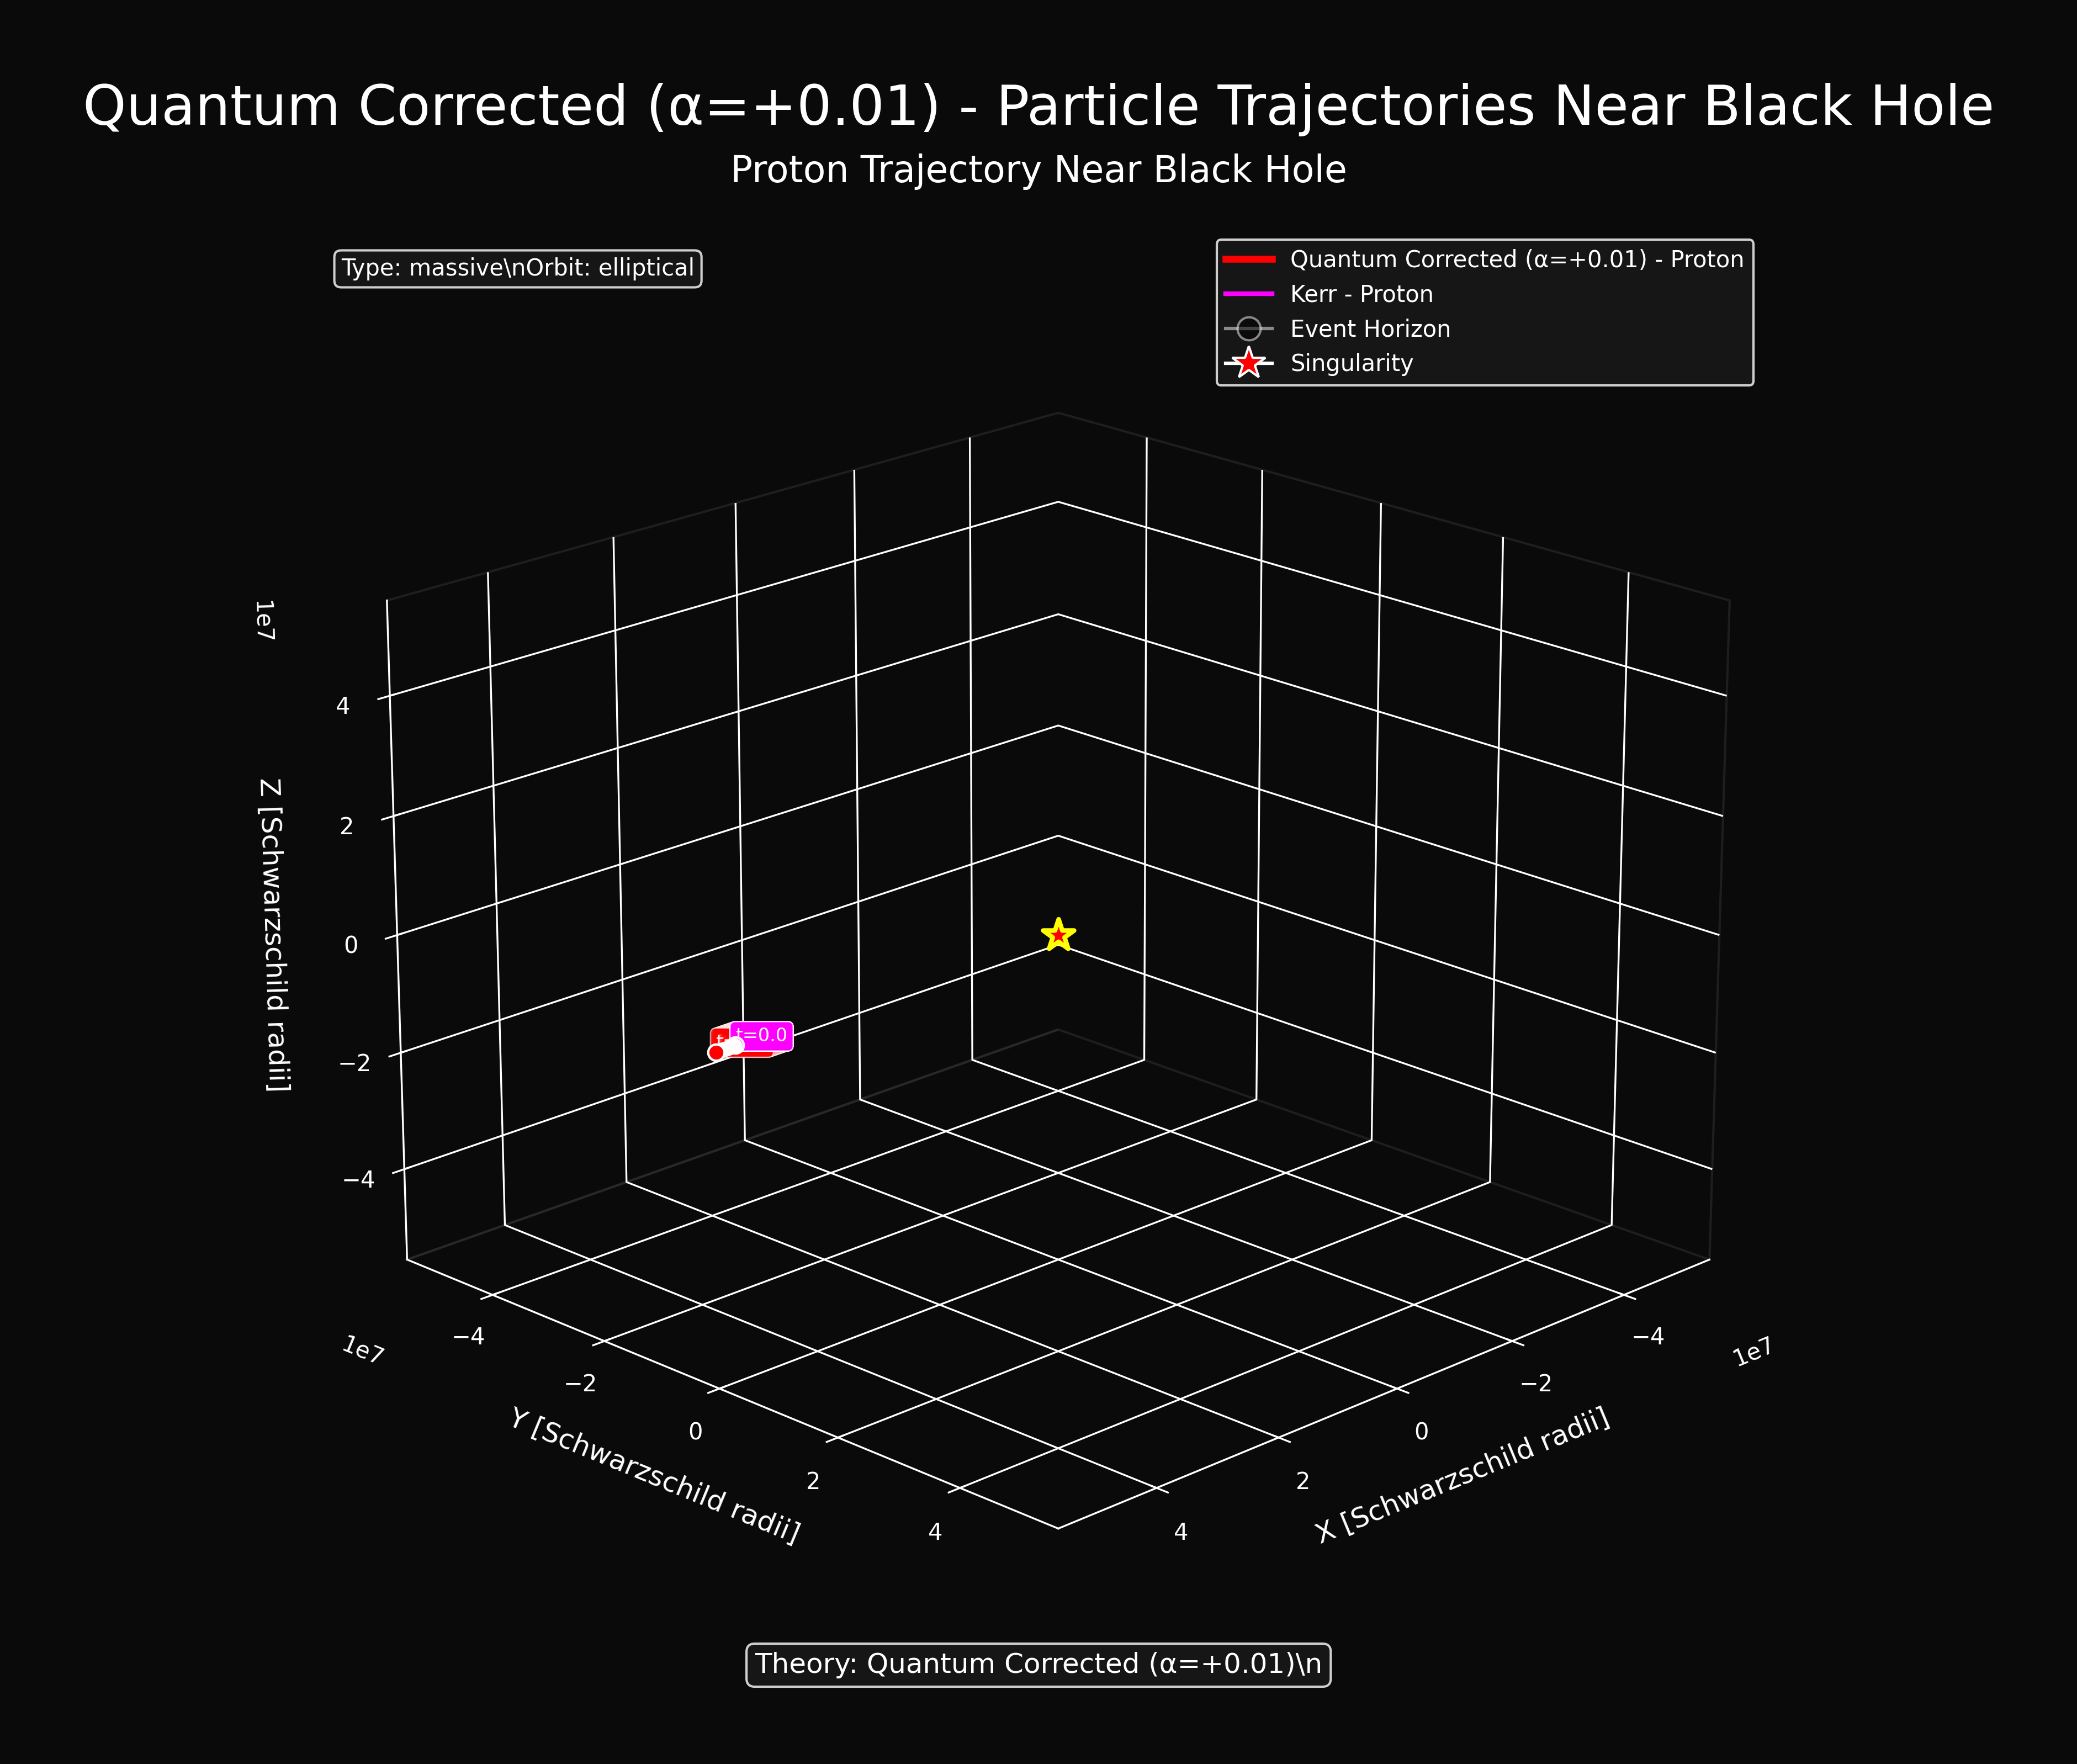 Quantum Corrected (α=+0.01) - Particle Trajectories Near Black Hole
Proton Trajectory Near Black Hole
Type: massive\nOrbit: elliptical
Quantum Corrected (α=+0.01) - Proton
Kerr - Proton
Event Horizon
Singularity
1e7
4
2
0
−2
−4
Z [Schwarzschild radii]
t=0.0
1e7
−4
−2
0
2
4
Y [Schwarzschild radii]
4
2
0
−2
−4
1e7
X [Schwarzschild radii]
Theory: Quantum Corrected (α=+0.01)\n